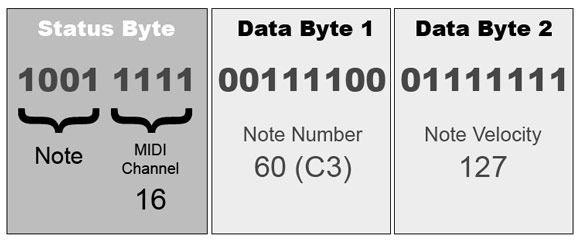 Status Byte
1001 1111
Note
MIDI
Channel
16
Data Byte 1
00111100
Note Number
60 (C3)
Data Byte 2
01111111
Note Velocity
127